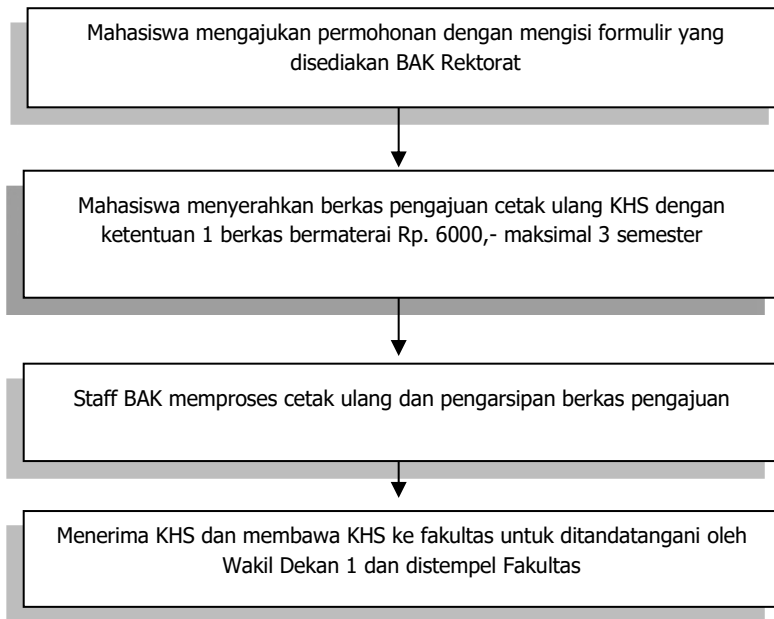 Mahasiswa mengajukan permohonan dengan mengisi formulir yang
disediakan BAK Rektorat
Mahasiswa menyerahkan berkas pengajuan cetak ulang KHS dengan
ketentuan 1 berkas bermaterai Rp. 6000,- maksimal 3 semester
Staff BAK memproses cetak ulang dan pengarsipan berkas pengajuan
Menerima KHS dan membawa KHS ke fakultas untuk ditandatangani oleh
Wakil Dekan 1 dan distempel Fakultas